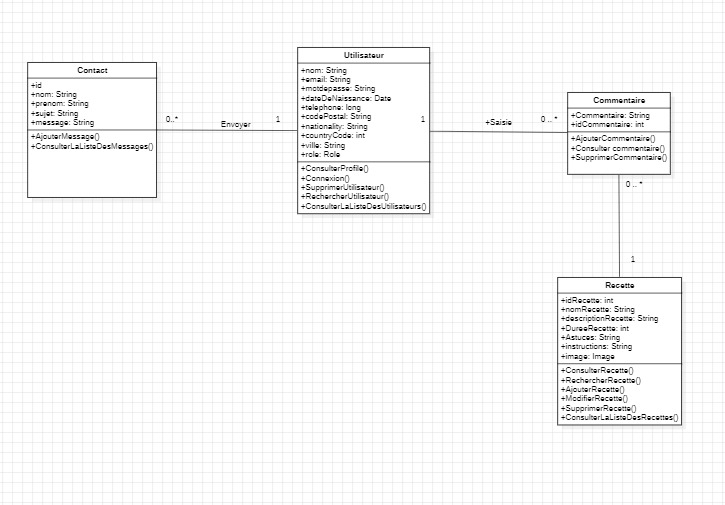 Contact
+id
+nom: String
+prenom: String
+sujet: String
+message: String
+AjouterMessage()
+ConsulterLaListeDesMessages()
0..*
Envoyer
1
Utilisateur
+nom: String
+email: String
+motdepasse: String
+dateDeNaissance: Date
+telephone: long
+codePostal: String
+nationality: String
+countryCode: int
+ville: String
+role: Role
+ConsulterProfile()
+Connexion()
+SupprimerUtilisateur()
+RechercherUtilisateur()
+ConsulterLaListeDesUtilisateurs()
1
+Saisie
0..*
Commentaire
+Commentaire: String
+idCommentaire: int
+AjouterCommentaire()
+Consulter commentaire()
+SupprimerCommentaire()
0..*
1
Recette
+idRecette: int
+nomRecette: String
+descriptionRecette: String
+DureeRecette: int
+Astuces: String
+instructions: String
+image: Image
+ConsulterRecette()
+RechercherRecette()
+AjouterRecette()
+ModifierRecette()
+SupprimerRecette()
+ConsulterLaListeDesRecettes()